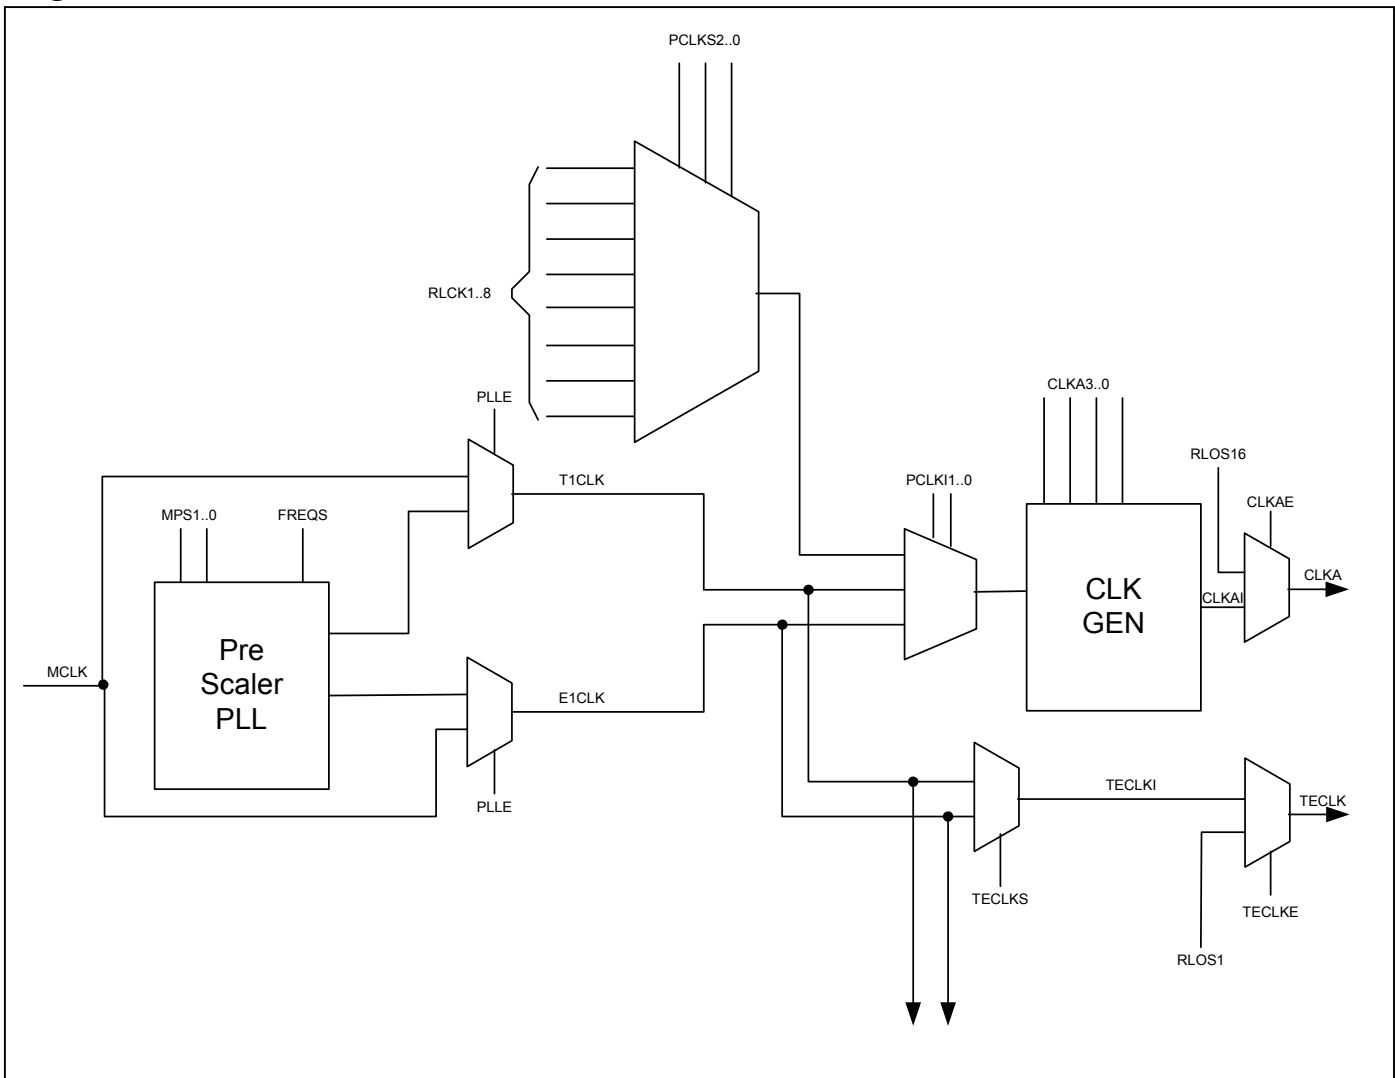 PCLKS2..0
RLCK1..8
PLLE
CLKA3..0
T1CLK
PCLKI1..0
RLOS16
CLKAE
MPS1..0
FREQS
CLKA
CLKAI
CLK
GEN
Pre
Scaler
PLL
MCLK
E1CLK
PLLE
TECLKI
TECLK
TECLKS
TECLKE
RLOS1